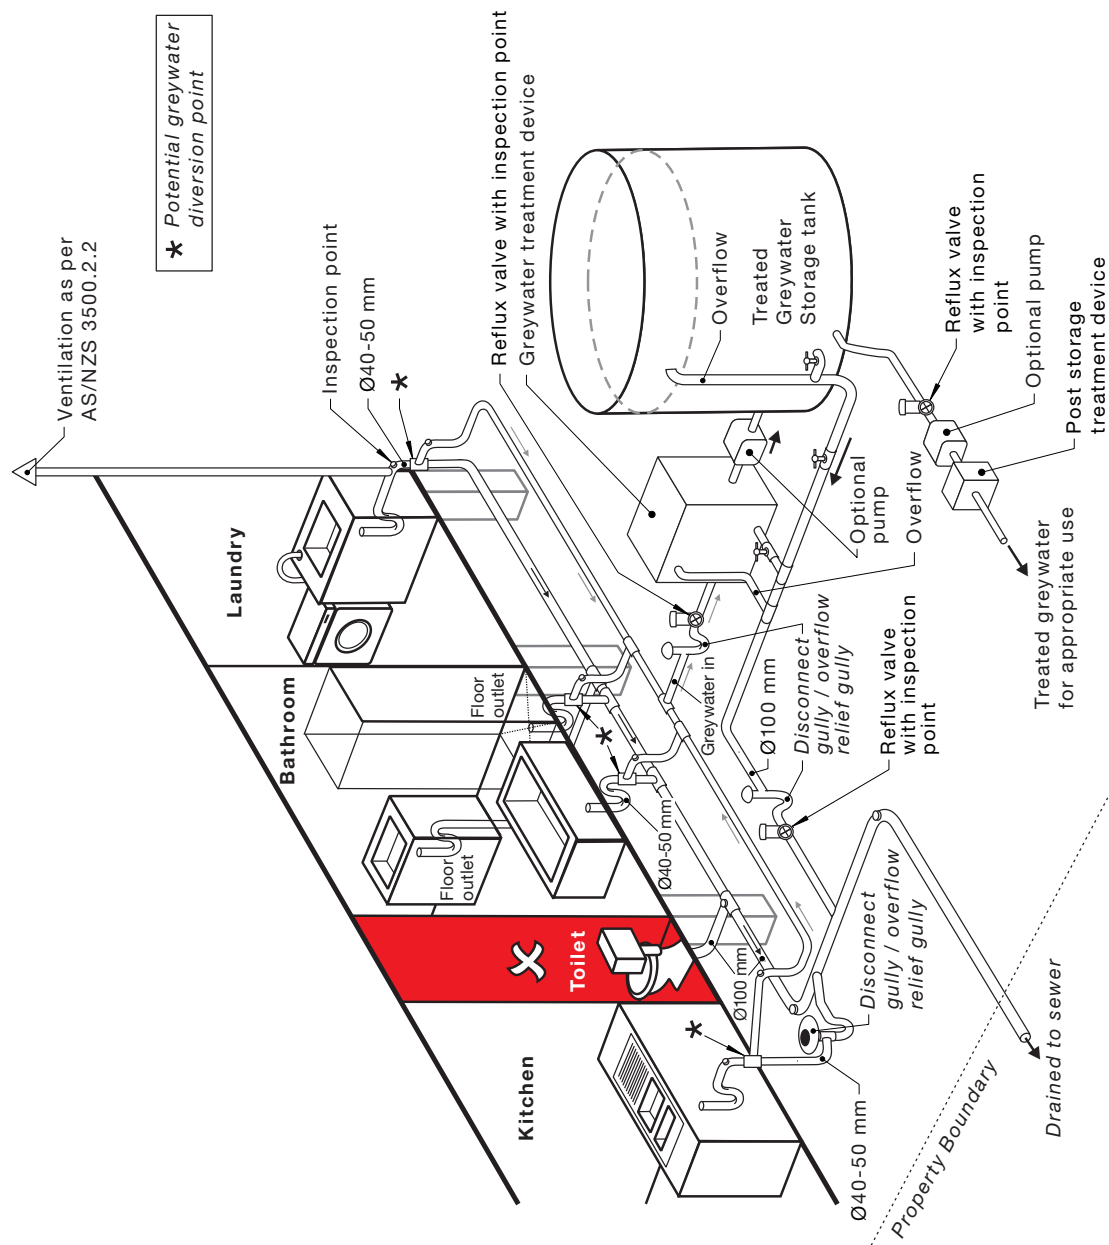 * Potential greywater
diversion point
Ventilation as per
AS/NZS 3500.2.2
Inspection point
Ø40-50 mm
*
Reflux valve with inspection point
Greywater treatment device
Laundry
Bathroom
Floor
outlet
Floor
outlet
Toilet
Kitchen
*
*
Ø40-50 mm
Ø100 mm
Ø40-50 mm
Greywater in
Ø100 mm
Disconnect
gully / overflow
relief gully
Reflux valve
with inspection
point
Disconnect
gully / overflow
relief gully
Optional
pump
Overflow
Overflow
Treated
Greywater
Storage tank
Reflux valve
with inspection
point
Optional pump
Post storage
treatment device
Treated greywater
for appropriate use
Property Boundary
Drained to sewer